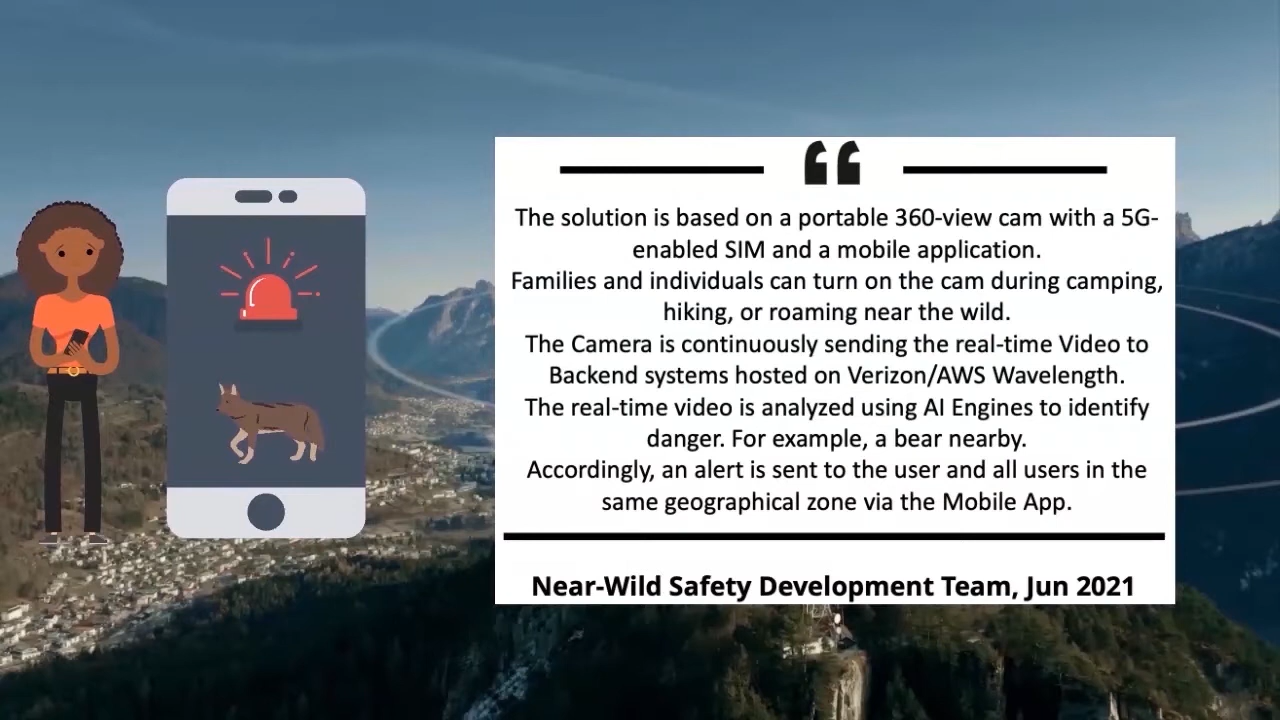 “
The solution is based on a portable 360-view cam with a 5G-
enabled SIM and a mobile application.
Families and individuals can turn on the cam during camping,
hiking, or roaming near the wild.
The Camera is continuously sending the real-time Video to
Backend systems hosted on Verizon/AWS Wavelength.
The real-time video is analyzed using AI Engines to identify
danger. For example, a bear nearby.
Accordingly, an alert is sent to the user and all users in the
same geographical zone via the Mobile App.
Near-Wild Safety Development Team, Jun 2021